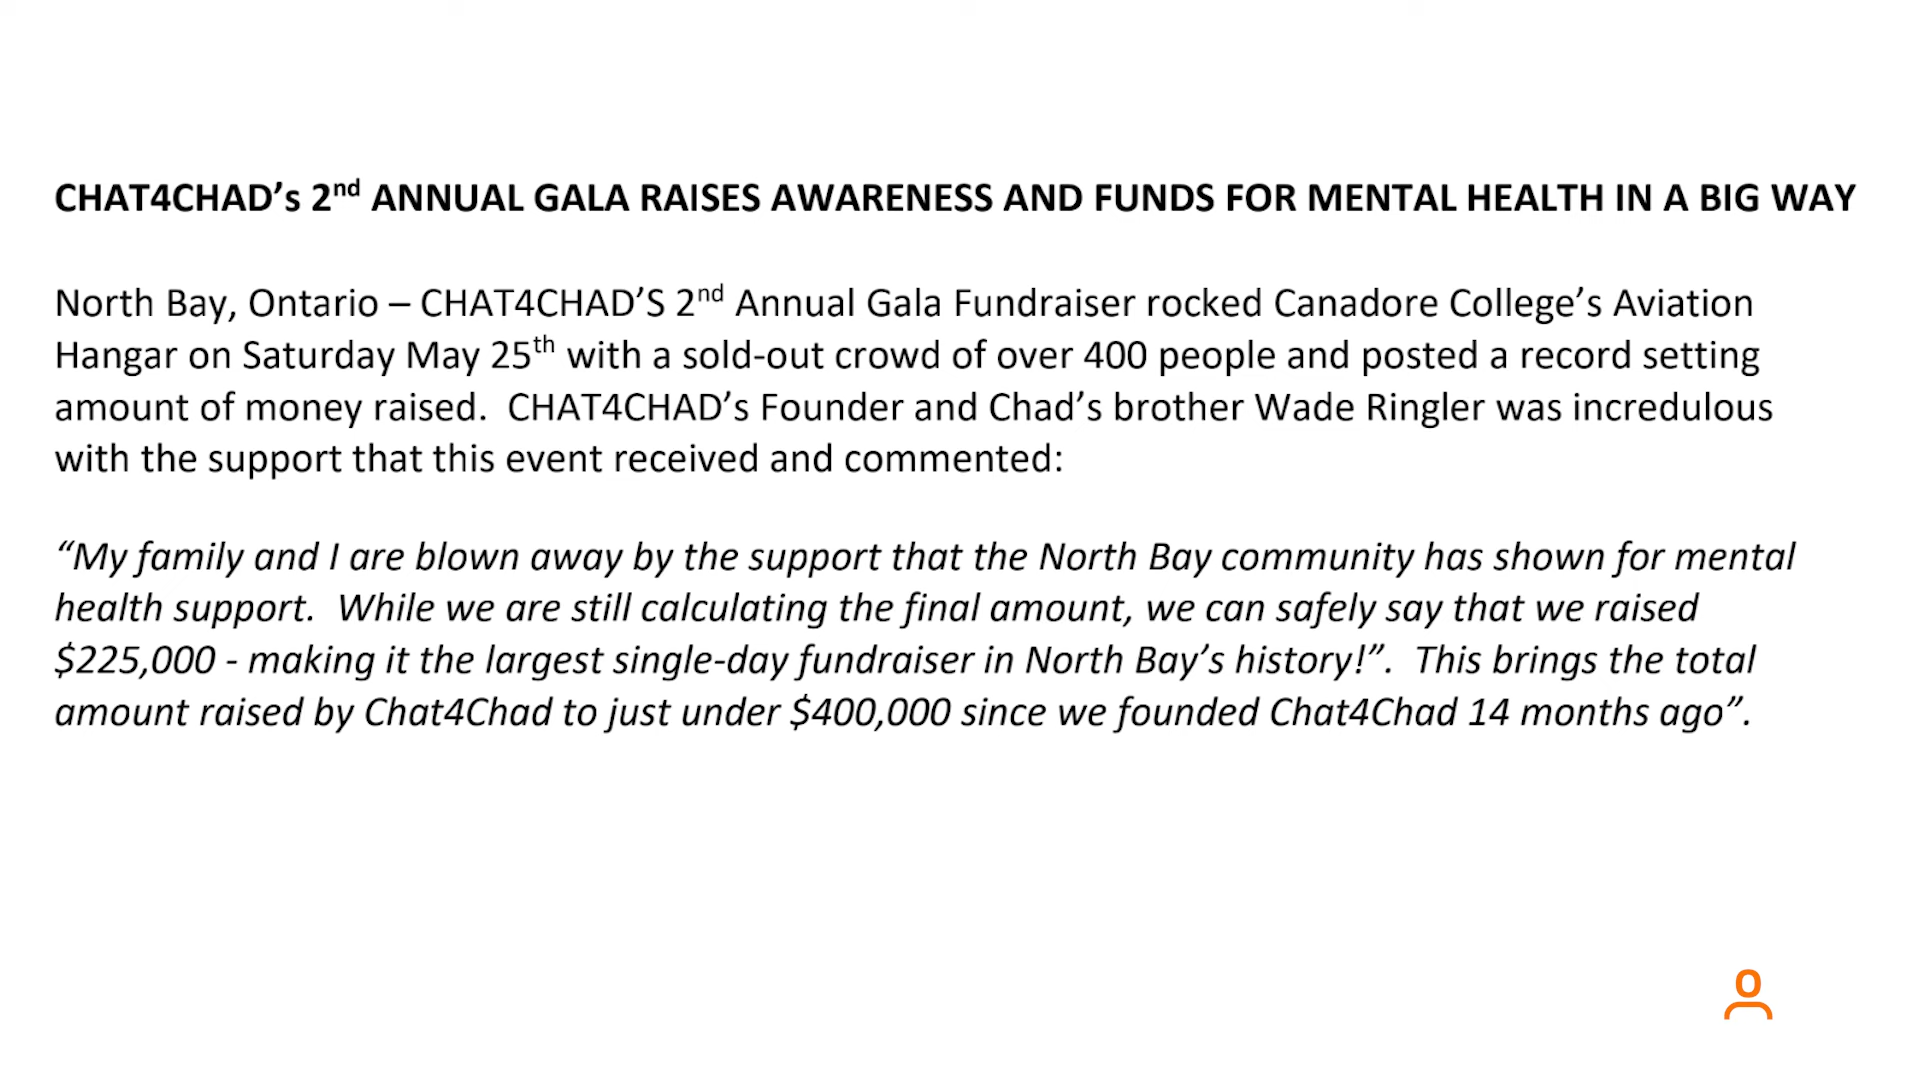 CHAT4CHAD’s 2nd ANNUAL GALA RAISES AWARENESS AND FUNDS FOR MENTAL HEALTH IN A BIG WAY
North Bay, Ontario – CHAT4CHAD’S 2nd Annual Gala Fundraiser rocked Canadore College’s Aviation
Hangar on Saturday May 25th with a sold-out crowd of over 400 people and posted a record setting
amount of money raised.  CHAT4CHAD’s Founder and Chad’s brother Wade Ringler was incredulous
with the support that this event received and commented:
“My family and I are blown away by the support that the North Bay community has shown for mental
health support.  While we are still calculating the final amount, we can safely say that we raised
$225,000 - making it the largest single-day fundraiser in North Bay’s history!”.  This brings the total
amount raised by Chat4Chad to just under $400,000 since we founded Chat4Chad 14 months ago”.